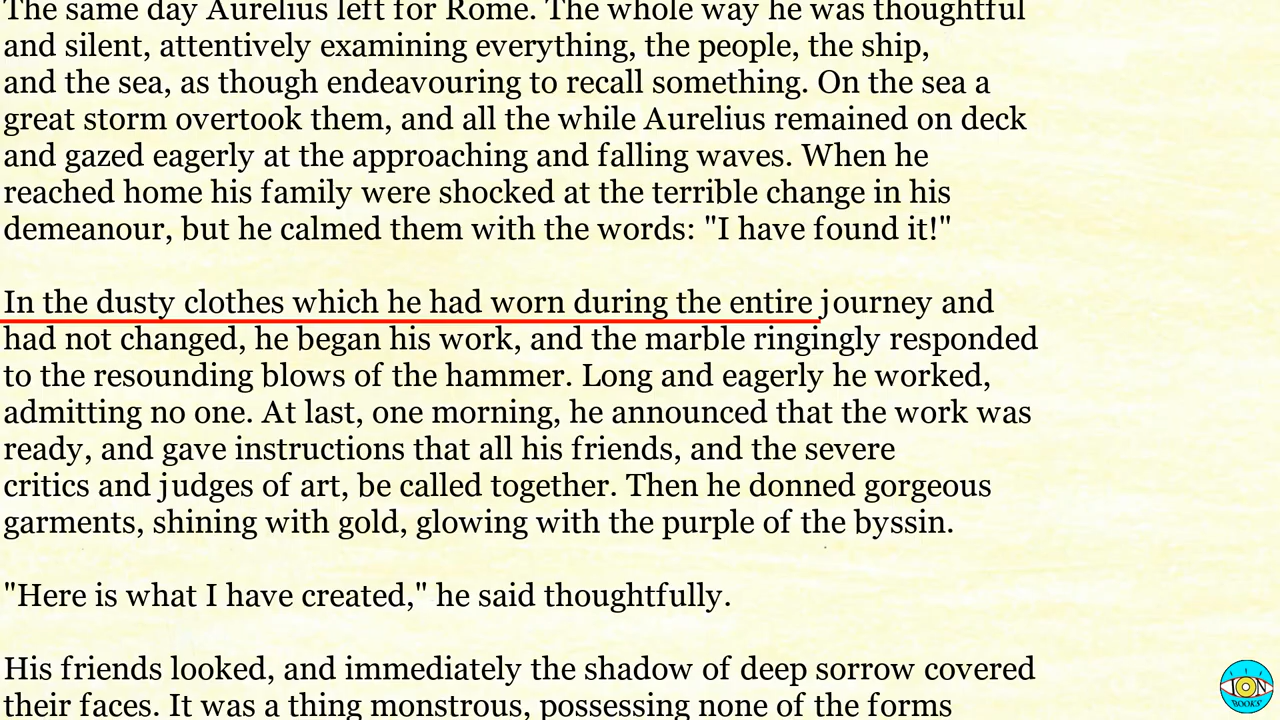 The same day Aurelius left for Rome. The whole way he was thoughtful
and silent, attentively examining everything, the people, the ship,
and the sea, as though endeavouring to recall something. On the sea a
great storm overtook them, and all the while Aurelius remained on deck
and gazed eagerly at the approaching and falling waves. When he
reached home his family were shocked at the terrible change in his
demeanour, but he calmed them with the words: "I have found it!"
In the dusty clothes which he had worn during the entire journey and
had not changed, he began his work, and the marble ringingly responded
to the resounding blows of the hammer. Long and eagerly he worked,
admitting no one. At last, one morning, he announced that the work was
ready, and gave instructions that all his friends, and the severe
critics and judges of art, be called together. Then he donned gorgeous
garments, shining with gold, glowing with the purple of the byssin.
"Here is what I have created," he said thoughtfully.
His friends looked, and immediately the shadow of deep sorrow covered
their faces. It was a thing monstrous, possessing none of the forms
ION
BOOKS